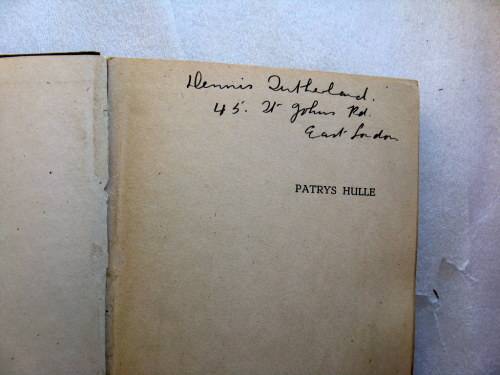 Dennis Sutherland.
45. St Johns Rd.
East London
PATRYS HULLE